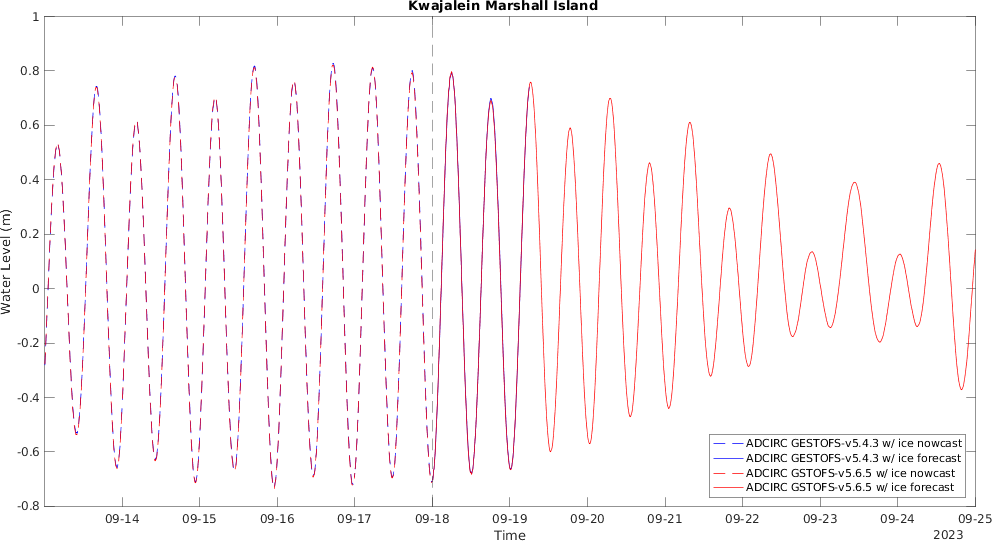 Kwajalein Marshall Island
1
0.8
0.6
0.4
0.2
0
-0.2
-0.4
-0.6
-0.8
Water Level (m)
ADCIRC GESTOFS-v5.4.3 w/ ice nowcast
ADCIRC GESTOFS-v5.4.3 w/ ice forecast
ADCIRC GSTOFS-v5.6.5 w/ ice nowcast
ADCIRC GSTOFS-v5.6.5 w/ ice forecast
09-14 09-15 09-16 09-17 09-18 09-19 09-20 09-21 09-22 09-23 09-24 09-25
Time
2023